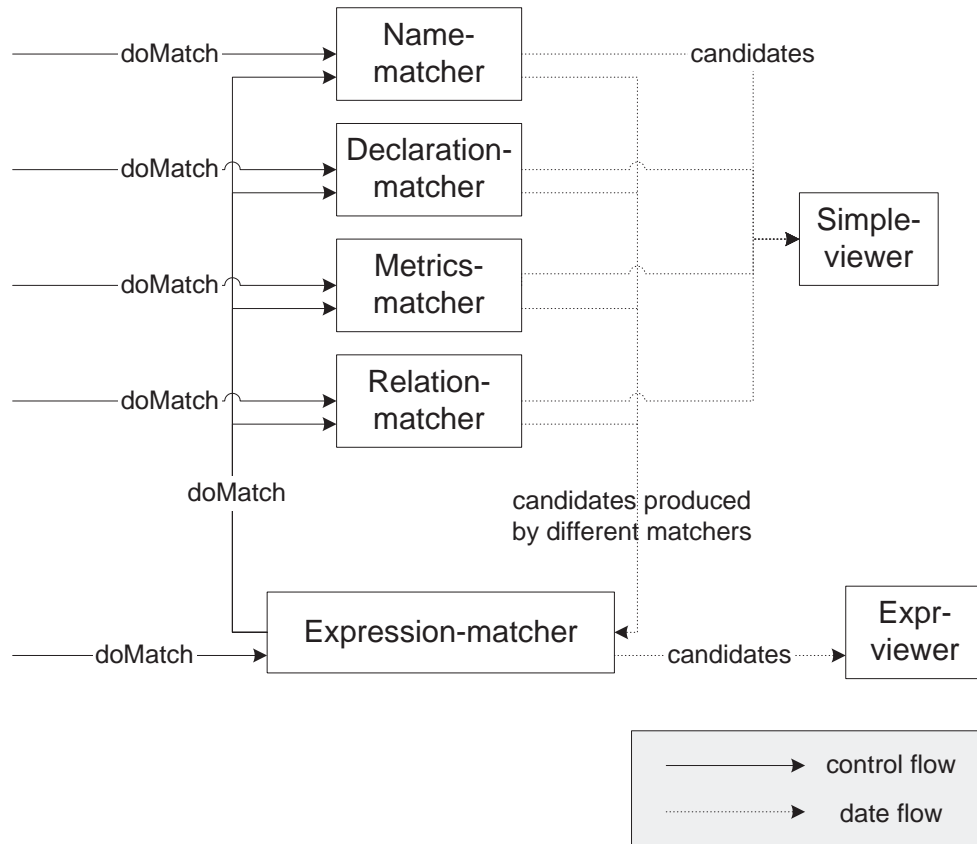 Name-
matcher
doMatch
candidates
Declaration-
matcher
doMatch
Simple-
viewer
Metrics-
matcher
doMatch
Relation-
matcher
doMatch
doMatch
candidates produced
by different matchers
Expression-matcher
doMatch
candidates
Expr-
viewer
control flow
date flow